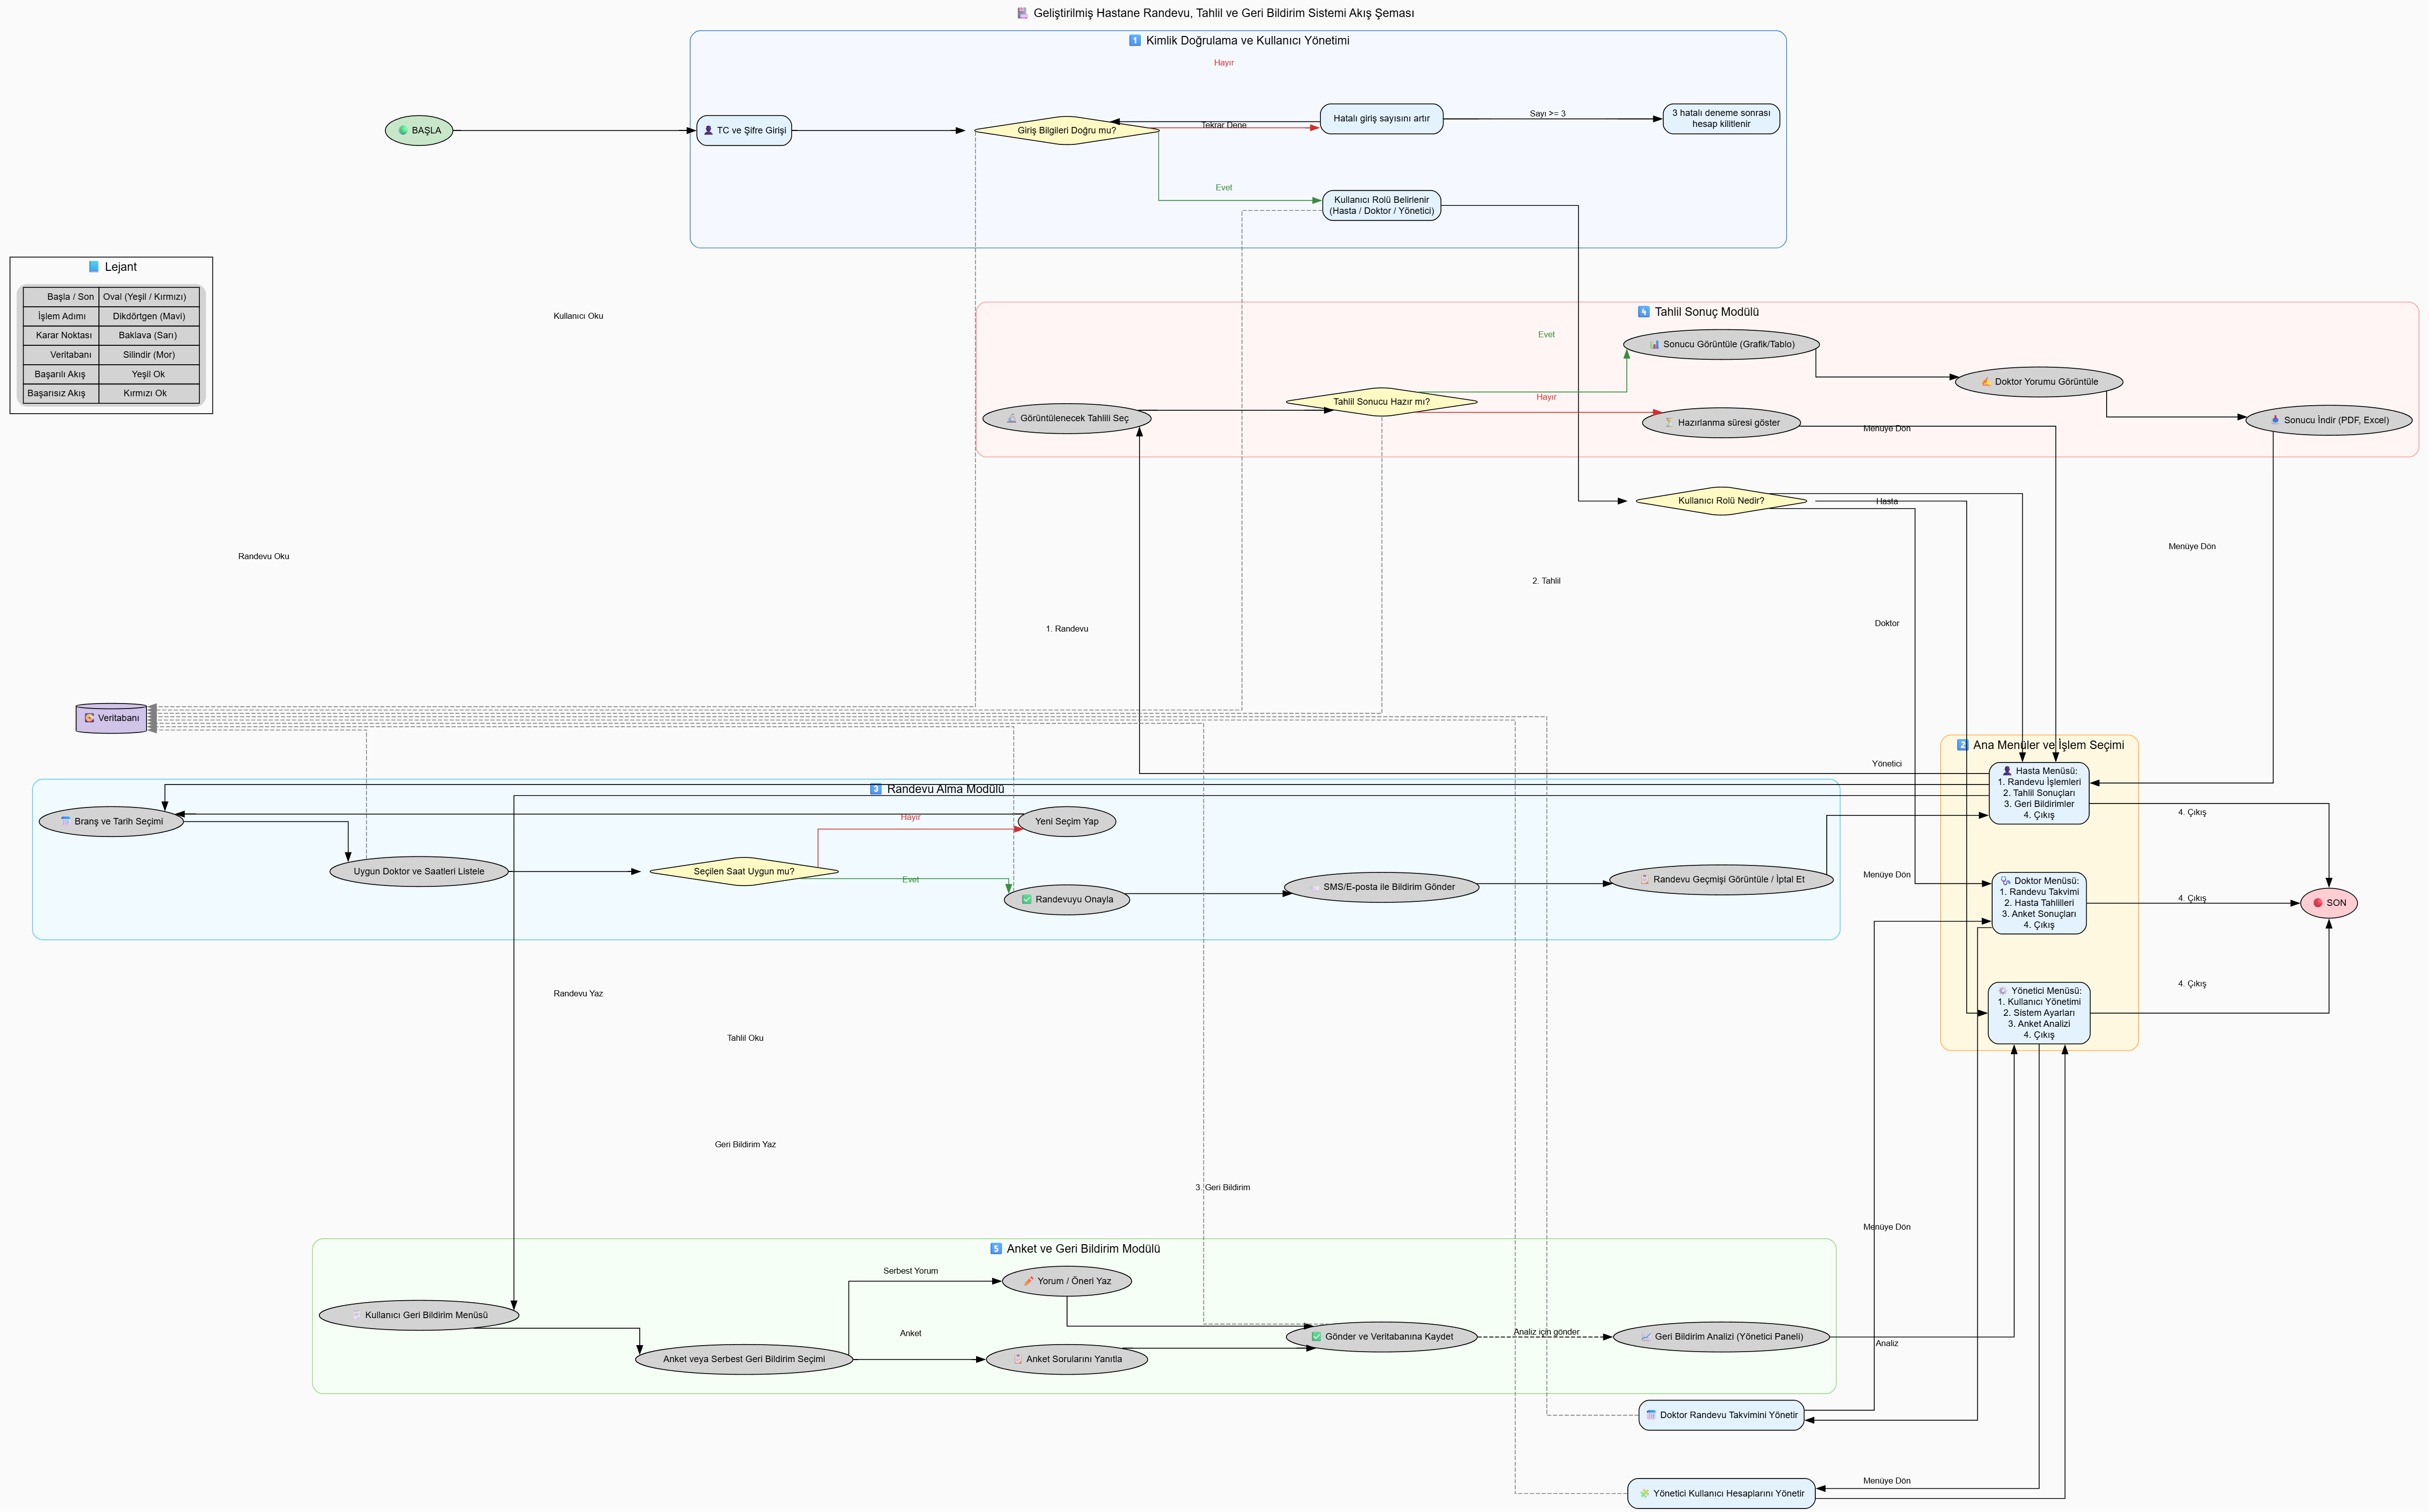 Geliştirilmiş Hastane Randevu, Tahlil ve Geri Bildirim Sistemi Akış Şeması
1 Kimlik Doğrulama ve Kullanıcı Yönetimi
Hayır
BAŞLA
TC ve Şifre Girişi
Giriş Bilgileri Doğru mu?
Tekrar Dene
Hatalı giriş sayısını artır
Sayı >= 3
3 hatalı deneme sonrası
hesap kilitlenir
Evet
Kullanıcı Rolü Belirlenir
(Hasta / Doktor / Yönetici)
Lejant
Başla / Son Oval (Yeşil / Kırmızı)
İşlem Adımı Dikdörtgen (Mavi)
Karar Noktası Baklava (Sarı)
Veritabanı Silindir (Mor)
Başarılı Akış Yeşil Ok
Başarısız Akış Kırmızı Ok
Kullanıcı Oku
4 Tahlil Sonuç Modülü
Evet
Sonucu Görüntüle (Grafik/Tablo)
Doktor Yorumu Görüntüle
Tahlil Sonucu Hazır mı?
Hayır
Görüntülenecek Tahlili Seç
Hazırlanma süresi göster
Menüye Dön
Sonucu İndir (PDF, Excel)
Kullanıcı Rolü Nedir?
Hasta
Randevu Oku
Menüye Dön
2. Tahlil
1. Randevu
Doktor
Veritabanı
Yönetici
2 Ana Menüler ve İşlem Seçimi
Hasta Menüsü:
1. Randevu İşlemleri
2. Tahlil Sonuçları
3. Geri Bildirimler
4. Çıkış
4. Çıkış
3 Randevu Alma Modülü
Branş ve Tarih Seçimi
Hayır
Yeni Seçim Yap
Uygun Doktor ve Saatleri Listele
Seçilen Saat Uygun mu?
Evet
Randevuyu Onayla
SMS/E-posta ile Bildirim Gönder
Randevu Geçmişi Görüntüle / İptal Et
Menüye Dön
Doktor Menüsü:
1. Randevu Takvimi
2. Hasta Tahlilleri
3. Anket Sonuçları
4. Çıkış
4. Çıkış
SON
Yönetici Menüsü:
1. Kullanıcı Yönetimi
2. Sistem Ayarları
3. Anket Analizi
4. Çıkış
4. Çıkış
Randevu Yaz
Tahlil Oku
Geri Bildirim Yaz
3. Geri Bildirim
Menüye Dön
5 Anket ve Geri Bildirim Modülü
Serbest Yorum
Yorum / Öneri Yaz
Kullanıcı Geri Bildirim Menüsü
Anket
Gönder ve Veritabanına Kaydet
Analiz için gönder
Geri Bildirim Analizi (Yönetici Paneli)
Analiz
Anket veya Serbest Geri Bildirim Seçimi
Anket Sorularını Yanıtla
Doktor Randevu Takvimini Yönetir
Menüye Dön
Yönetici Kullanıcı Hesaplarını Yönetir